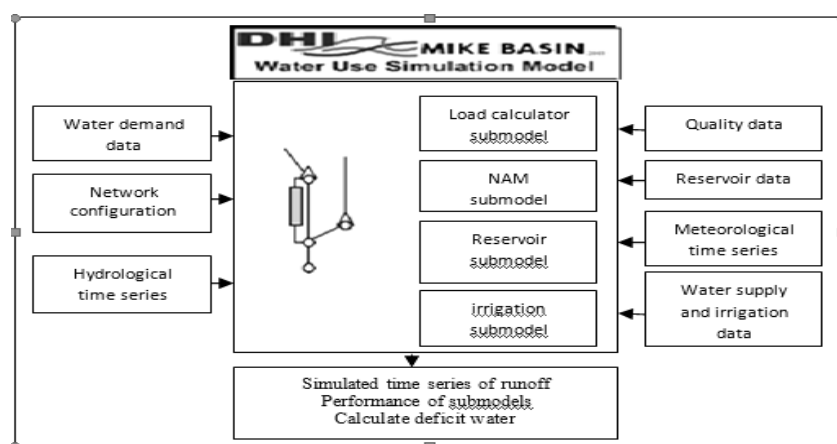 DHI MIKE BASIN
Water Use Simulation Model
Water demand
data
Network
configuration
Hydrological
time series
Load calculator
submodel
NAM
submodel
Reservoir
submodel
irrigation
submodel
Quality data
Reservoir data
Meteorological
time series
Water supply
and irrigation
data
Simulated time series of runoff
Performance of submodels
Calculate deficit water